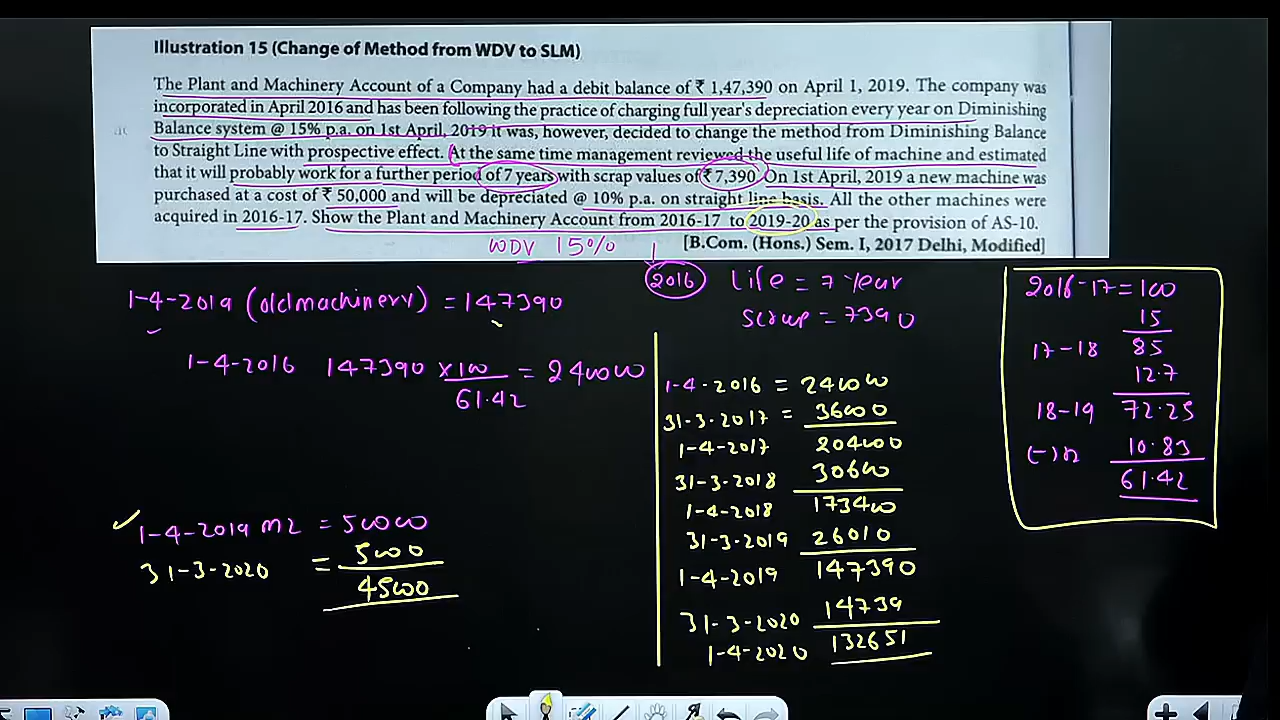 Illustration 15 (Change of Method from WDV to SLM)
The Plant and Machinery Account of a Company had a debit balance of ₹ 1,47,390 on April 1, 2019. The company was
incorporated in April 2016 and has been following the practice of charging full year's depreciation every year on Diminishing
Balance system @ 15% p.a. on 1st April, 2019 it was, however, decided to change the method from Diminishing Balance
to Straight Line with prospective effect. At the same time management reviewed the useful life of machine and estimated
that it will probably work for a further period of 7 years with scrap values of ₹ 7,390. On 1st April, 2019 a new machine was
purchased at a cost of ₹ 50,000 and will be depreciated @ 10% p.a. on straight line basis. All the other machines were
acquired in 2016-17. Show the Plant and Machinery Account from 2016-17 to 2019-20 as per the provision of AS-10.
[B.Com. (Hons.) Sem. I, 2017 Delhi, Modified]
WDV 15%
2016
Life = 7 year
Scrap = 7390
1-4-2019 (old machinery) = 147390
1-4-2016 147390 × 100 = 240000
61.42
1-4-2019 m2 = 50000
31-3-2020 = 5000
45000
1-4-2016 = 240000
31-3-2017 = 36000
1-4-2017 204000
31-3-2018 30600
1-4-2018 173400
31-3-2019 26010
1-4-2019 147390
31-3-2020 14739
1-4-2020 132651
2016-17 = 100
15
17-18 85
12.7
18-19 72.25
10.83
61.42